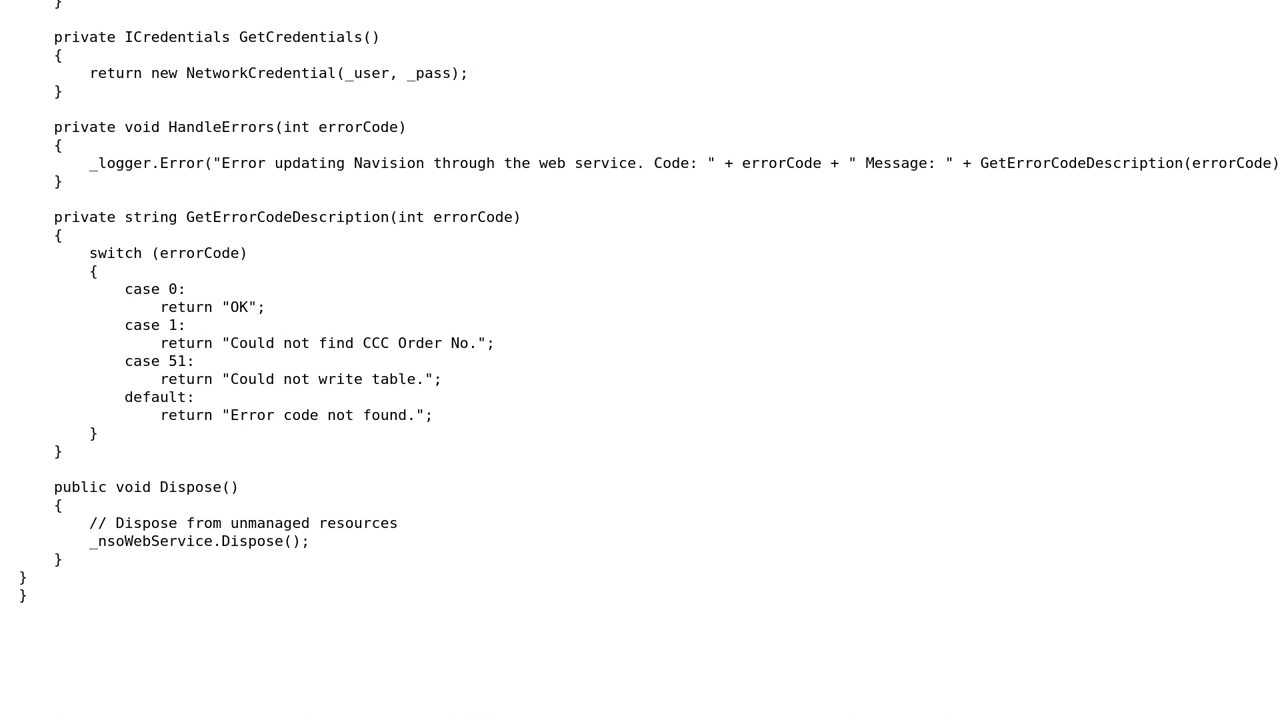 }
private ICredentials GetCredentials()
{
return new NetworkCredential(_user, _pass);
}
private void HandleErrors(int errorCode)
{
_logger.Error("Error updating Navision through the web service. Code: " + errorCode + " Message: " + GetErrorCodeDescription(errorCode)
}
private string GetErrorCodeDescription(int errorCode)
{
switch (errorCode)
{
case 0:
return "OK";
case 1:
return "Could not find CCC Order No.";
case 51:
return "Could not write table.";
default:
return "Error code not found.";
}
}
public void Dispose()
{
// Dispose from unmanaged resources
_nsoWebService.Dispose();
}
}
}